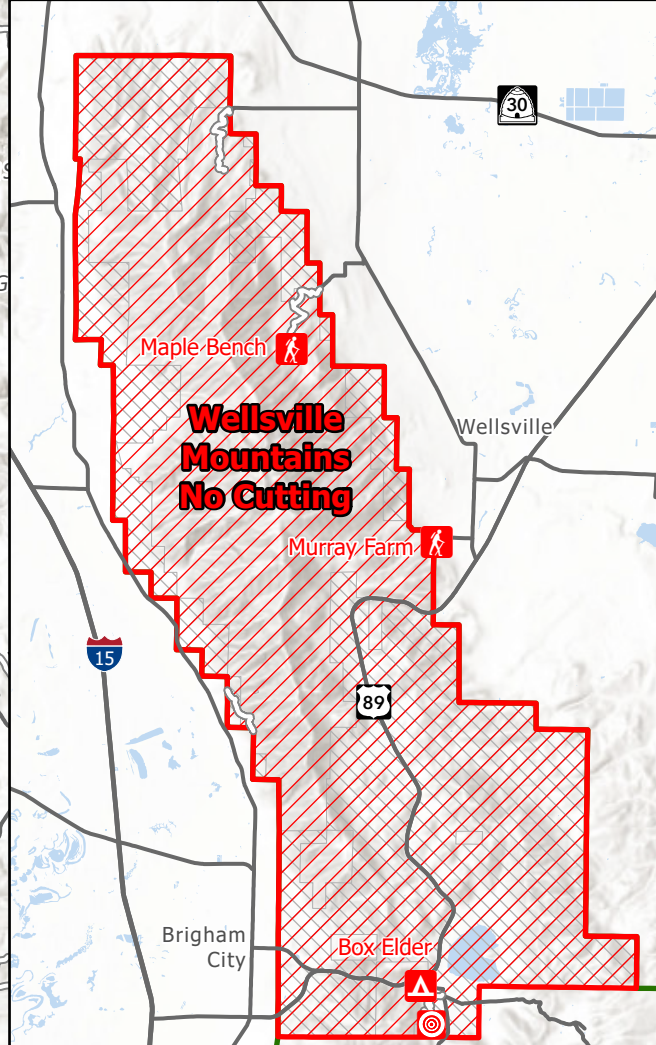 30
Maple Bench
Wellsville
Mountains
No Cutting
Wellsville
Murray Farm
15
89
Brigham
City
Box Elder